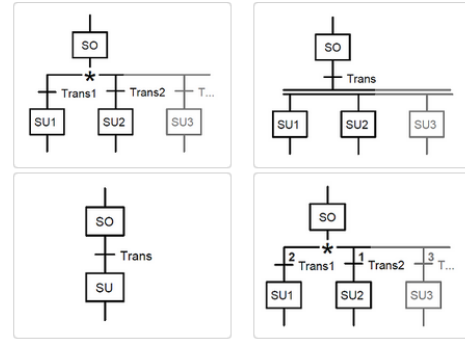 SO
*
Trans1 Trans2 T...
SU1 SU2 SU3
SO
Trans
SU1 SU2 SU3
SO
Trans
SU
SO
*
2 1 3
Trans1 Trans2 T...
SU1 SU2 SU3